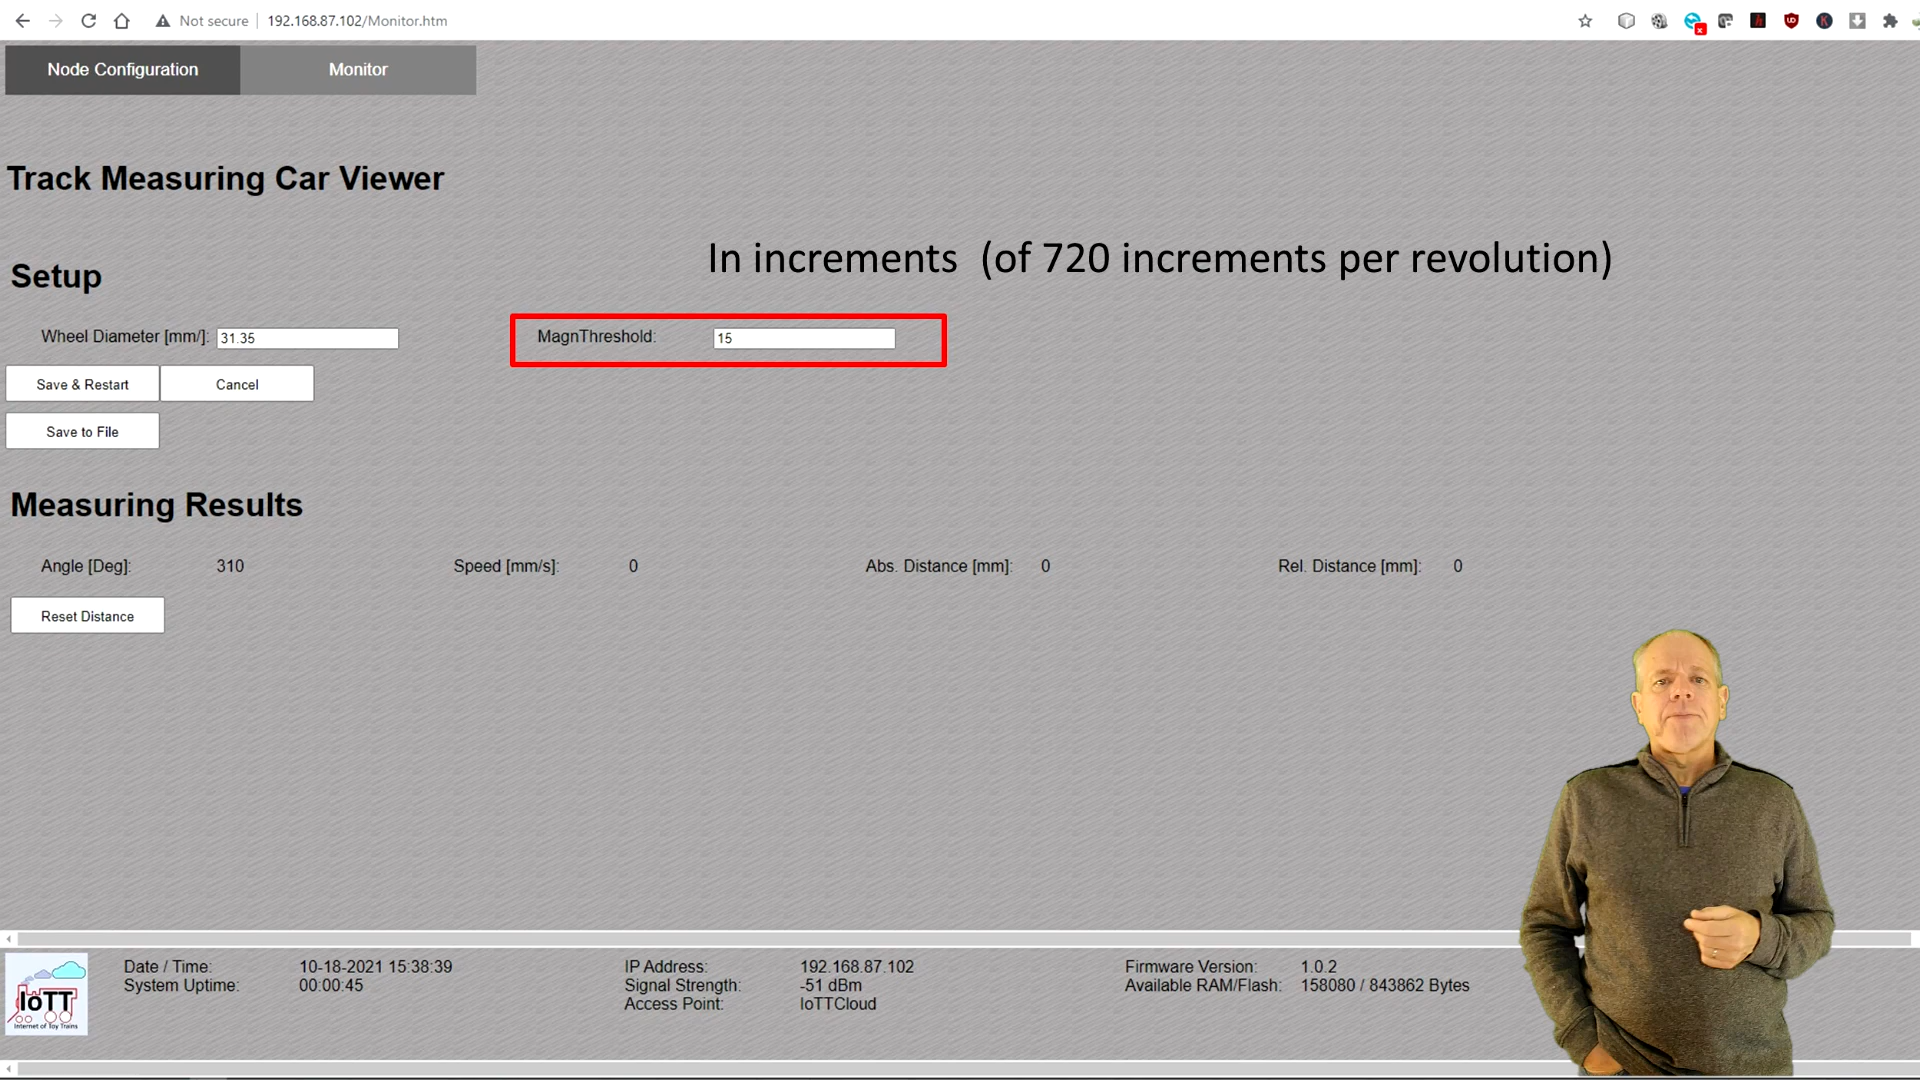 Not secure 192.168.87.102/Monitor.htm
Node Configuration Monitor
Track Measuring Car Viewer
In increments (of 720 increments per revolution)
Setup
Wheel Diameter [mm/]: 31.35 MagnThreshold: 15
Save & Restart Cancel
Save to File
Measuring Results
Angle [Deg]: 310 Speed [mm/s]: 0 Abs. Distance [mm]: 0 Rel. Distance [mm]: 0
Reset Distance
Date / Time: 10-18-2021 15:38:39 IP Address: 192.168.87.102 Firmware Version: 1.0.2
System Uptime: 00:00:45 Signal Strength: -51 dBm Available RAM/Flash: 158080 / 843862 Bytes
Access Point: IoTTCloud
IoTT
Internet of Toy Trains